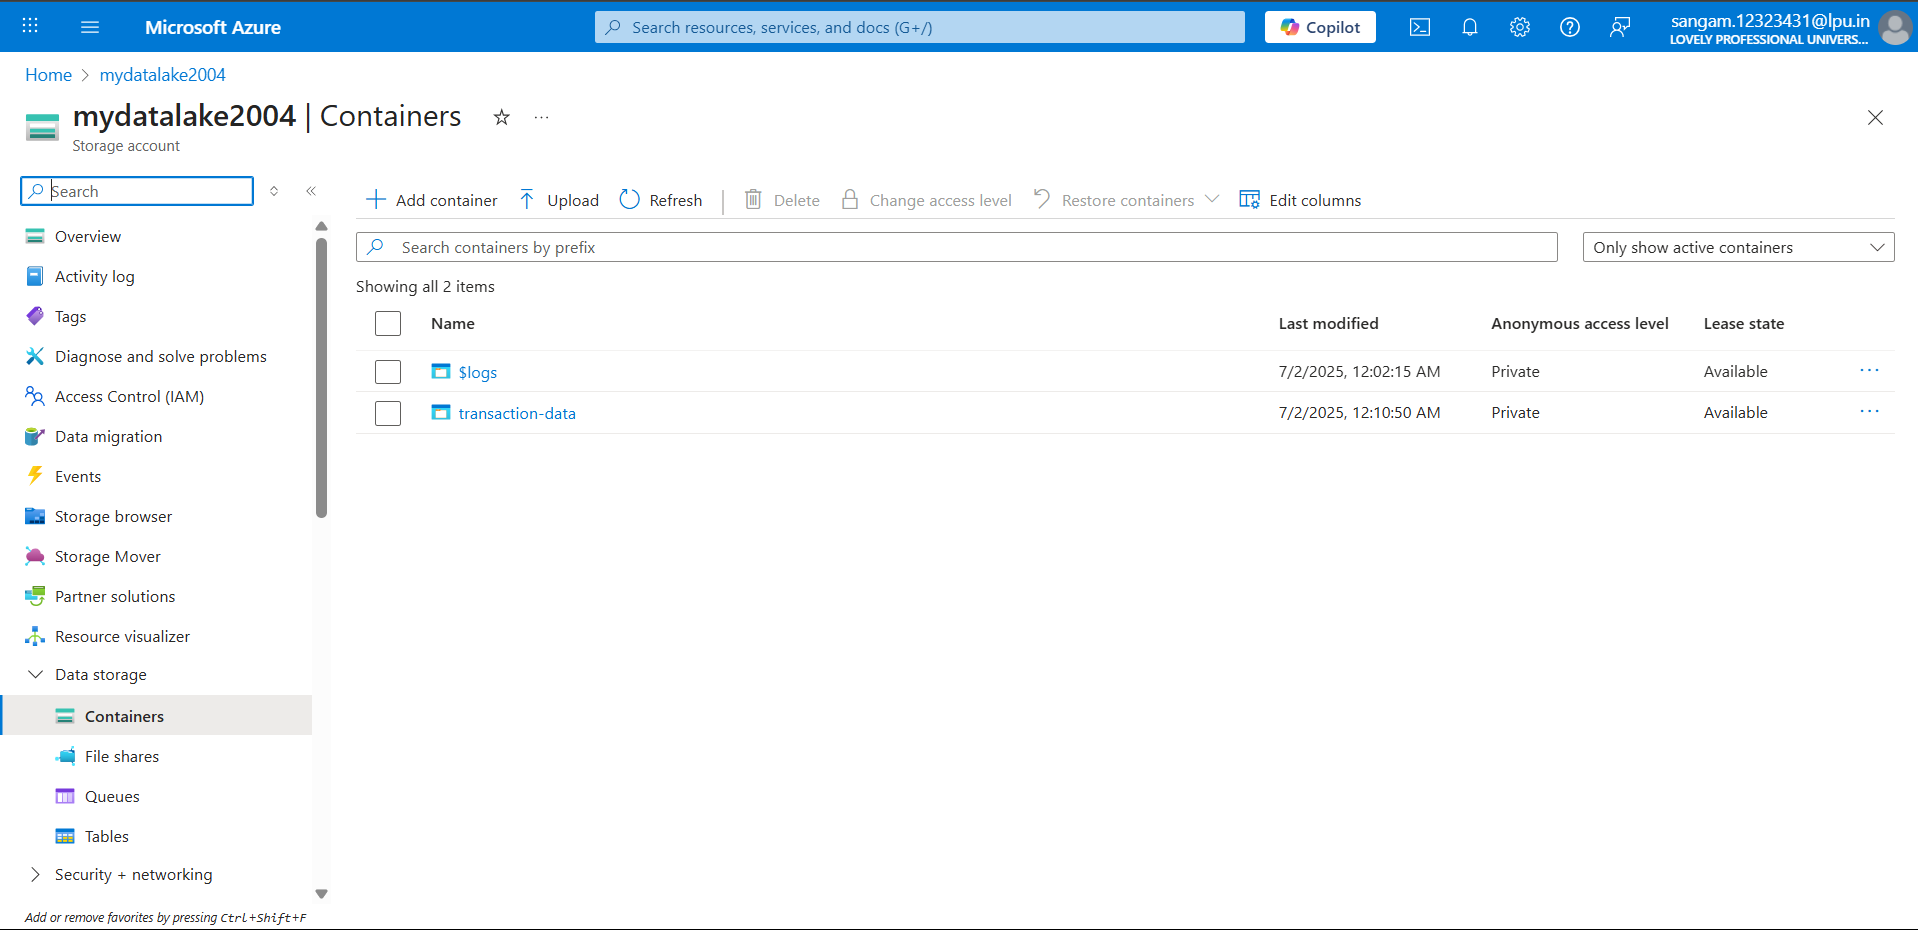 Microsoft Azure
Search resources, services, and docs (G+/)
Copilot
sangam.12323431@lpu.in
LOVELY PROFESSIONAL UNIVERS...
Home > mydatalake2004
mydatalake2004 | Containers
...
Storage account
Search
Add container
Upload
Refresh
Delete
Change access level
Restore containers
Edit columns
Search containers by prefix
Only show active containers
Showing all 2 items
Name Last modified Anonymous access level Lease state
$logs 7/2/2025, 12:02:15 AM Private Available ...
transaction-data 7/2/2025, 12:10:50 AM Private Available ...
Overview
Activity log
Tags
Diagnose and solve problems
Access Control (IAM)
Data migration
Events
Storage browser
Storage Mover
Partner solutions
Resource visualizer
Data storage
Containers
File shares
Queues
Tables
Security + networking
Add or remove favorites by pressing Ctrl+Shift+F